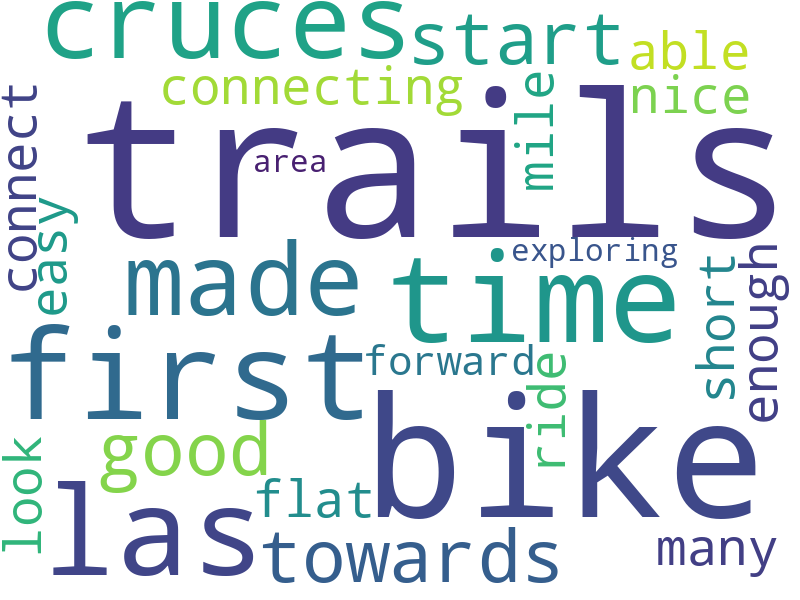 cruces
start
able
connecting
nice
mile
connect
trails
area
easy
exploring
made
time
short
enough
first
forward
ride
good
bike
look
flat
las
towards
many